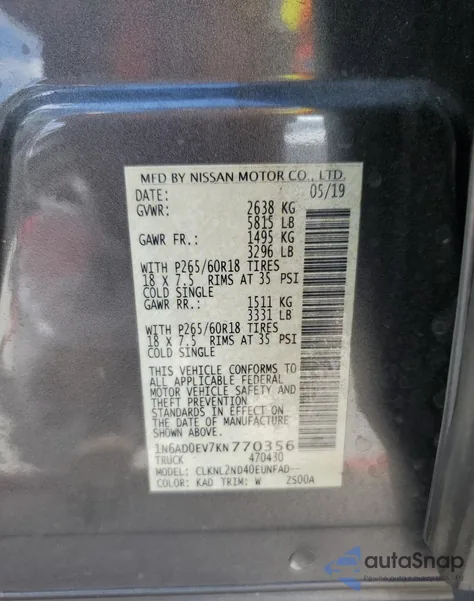 MFD BY NISSAN MOTOR CO., LTD.
DATE: 05/19
GVWR: 2638 KG
5815 LB
GAWR FR.: 1495 KG
3296 LB
WITH P265/60R18 TIRES
18 X 7.5 RIMS AT 35 PSI
COLD SINGLE
GAWR RR.: 1511 KG
3331 LB
WITH P265/60R18 TIRES
18 X 7.5 RIMS AT 35 PSI
COLD SINGLE
THIS VEHICLE CONFORMS TO
ALL APPLICABLE FEDERAL
MOTOR VEHICLE SAFETY AND
THEFT PREVENTION
STANDARDS IN EFFECT ON
THE DATE OF MANUFACTURE
SHOWN ABOVE.
1N6AD0EV7KN770356
TRUCK 470430
MODEL: CLKNL2ND40EUNFAD--
COLOR: KAD TRIM: W 2S00A
autoSnap